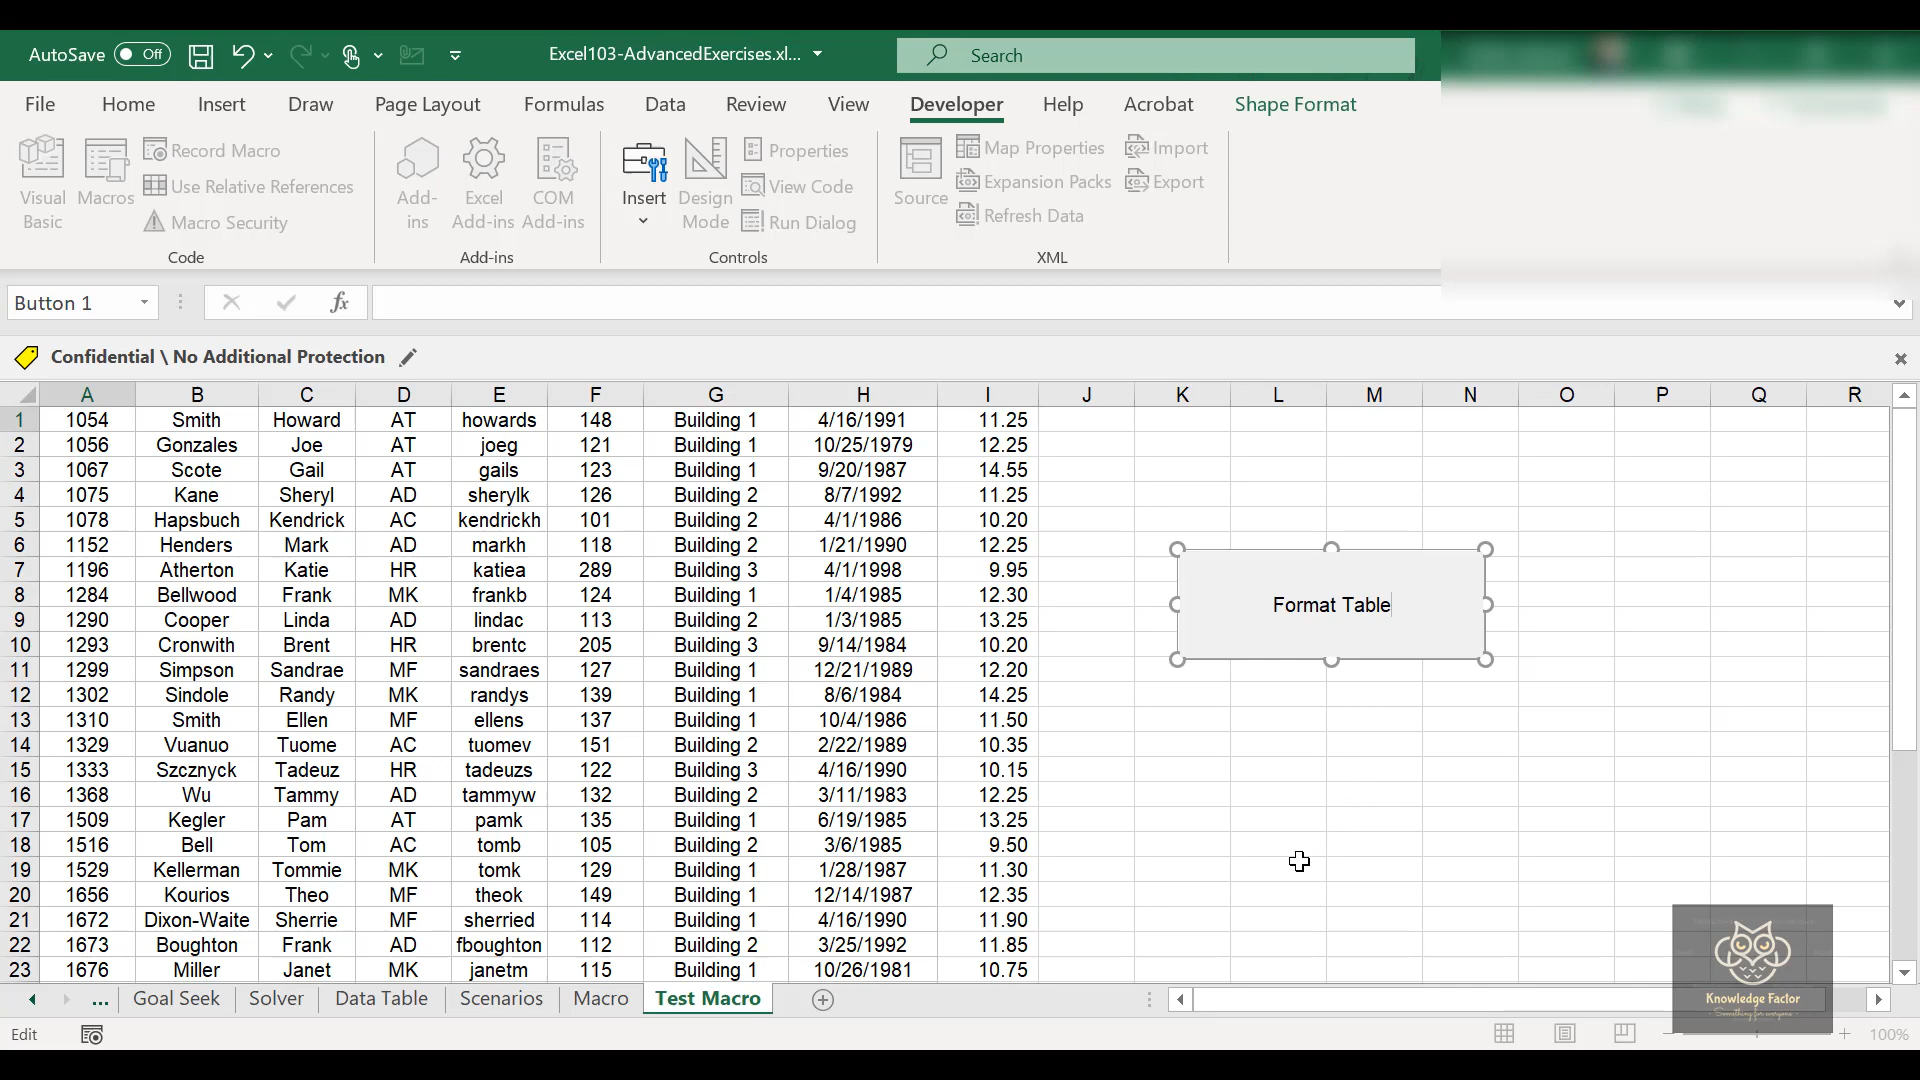 AutoSave Off Excel103-AdvancedExercises.xl... Search
File Home Insert Draw Page Layout Formulas Data Review View Developer Help Acrobat Shape Format
Visual Basic
Macros
Record Macro
Use Relative References
Macro Security
Code
Add-ins
Excel Add-ins
COM Add-ins
Add-ins
Insert
Design Mode
Properties
View Code
Run Dialog
Controls
Source
Map Properties
Expansion Packs
Refresh Data
Import
Export
XML
Button 1 fx
Confidential \ No Additional Protection
A B C D E F G H I J K L M N O P Q R
1 1054 Smith Howard AT howards 148 Building 1 4/16/1991 11.25
2 1056 Gonzales Joe AT joeg 121 Building 1 10/25/1979 12.25
3 1067 Scote Gail AT gails 123 Building 1 9/20/1987 14.55
4 1075 Kane Sheryl AD sherylk 126 Building 2 8/7/1992 11.25
5 1078 Hapsbuch Kendrick AC kendrickh 101 Building 2 4/1/1986 10.20
6 1152 Henders Mark AD markh 118 Building 2 1/21/1990 12.25
7 1196 Atherton Katie HR katiea 289 Building 3 4/1/1998 9.95
8 1284 Bellwood Frank MK frankb 124 Building 1 1/4/1985 12.30
9 1290 Cooper Linda AD lindac 113 Building 2 1/3/1985 13.25
10 1293 Cronwith Brent HR brentc 205 Building 3 9/14/1984 10.20
11 1299 Simpson Sandrae MF sandraes 127 Building 1 12/21/1989 12.20
12 1302 Sindole Randy MK randys 139 Building 1 8/6/1984 14.25
13 1310 Smith Ellen MF ellens 137 Building 1 10/4/1986 11.50
14 1329 Vuanuo Tuome AC tuomev 151 Building 2 2/22/1989 10.35
15 1333 Szcznyck Tadeuz HR tadeuzs 122 Building 3 4/16/1990 10.15
16 1368 Wu Tammy AD tammyw 132 Building 2 3/11/1983 12.25
17 1509 Kegler Pam AT pamk 135 Building 1 6/19/1985 13.25
18 1516 Bell Tom AC tomb 105 Building 2 3/6/1985 9.50
19 1529 Kellerman Tommie MK tomk 129 Building 1 1/28/1987 11.30
20 1656 Kourios Theo MF theok 149 Building 1 12/14/1987 12.35
21 1672 Dixon-Waite Sherrie MF sherried 114 Building 1 4/16/1990 11.90
22 1673 Boughton Frank AD fboughton 112 Building 2 3/25/1992 11.85
23 1676 Miller Janet MK janetm 115 Building 1 10/26/1981 10.75
Format Table
... Goal Seek Solver Data Table Scenarios Macro Test Macro
Knowledge Factor
- Something for everyone -
Edit 100%